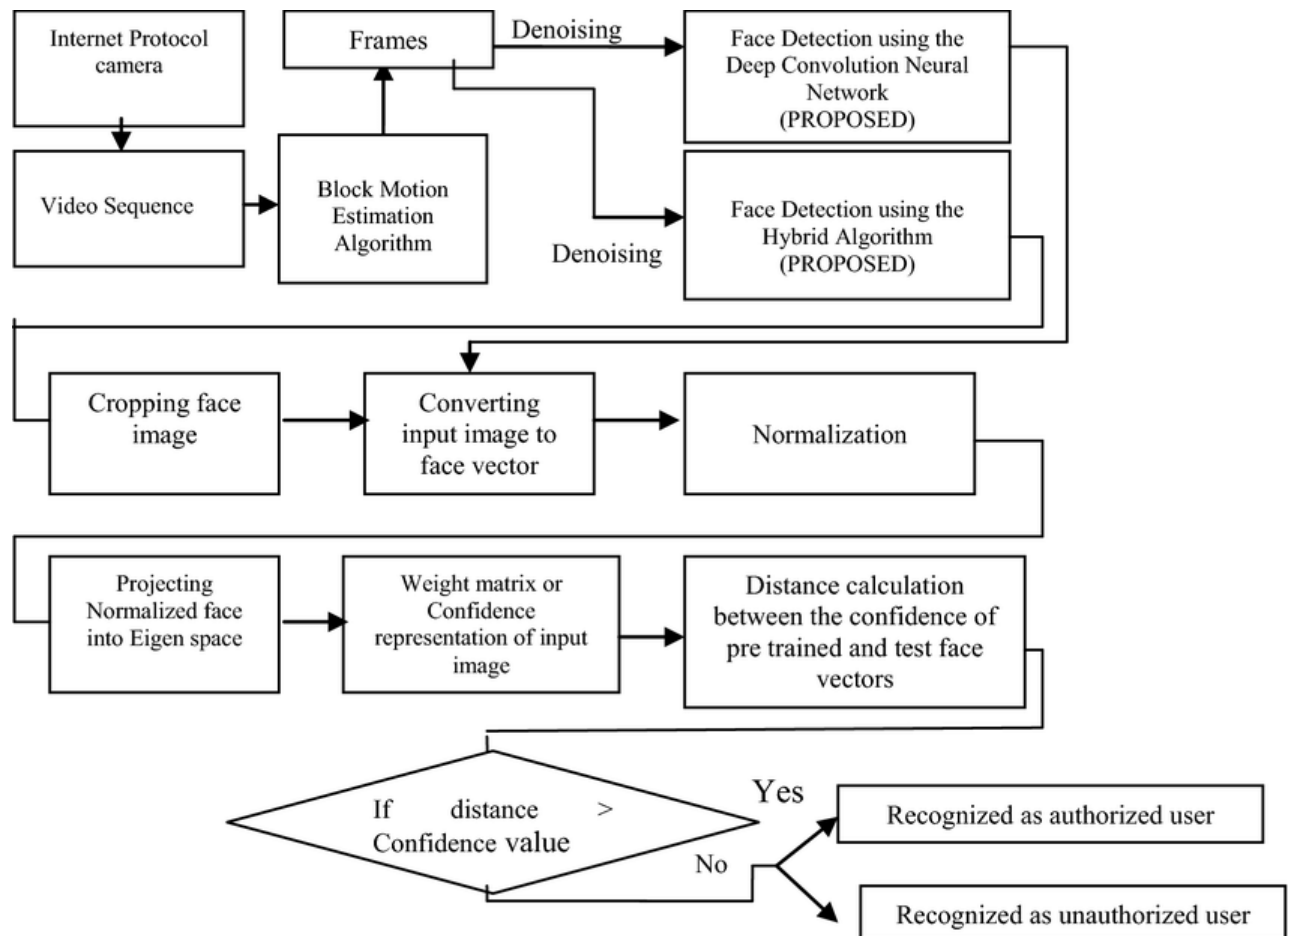 Internet Protocol
camera
Frames
Denoising
Face Detection using the
Deep Convolution Neural
Network
(PROPOSED)
Video Sequence
Block Motion
Estimation
Algorithm
Denoising
Face Detection using the
Hybrid Algorithm
(PROPOSED)
Cropping face
image
Converting
input image to
face vector
Normalization
Projecting
Normalized face
into Eigen space
Weight matrix or
Confidence
representation of input
image
Distance calculation
between the confidence of
pre trained and test face
vectors
If distance >
Confidence value
Yes
No
Recognized as authorized user
Recognized as unauthorized user